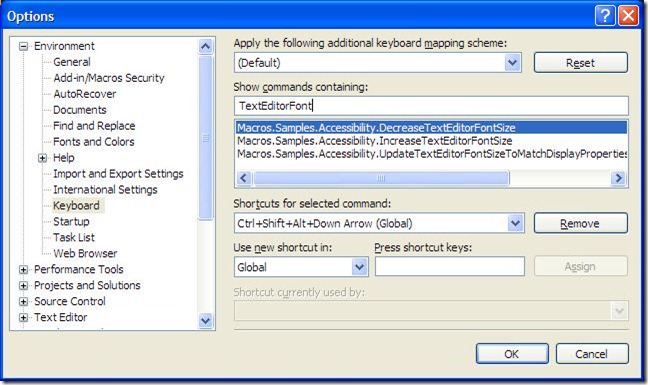 Options
Environment
General
Add-in/Macros Security
AutoRecover
Documents
Find and Replace
Fonts and Colors
Help
Import and Export Settings
International Settings
Keyboard
Startup
Task List
Web Browser
Performance Tools
Projects and Solutions
Source Control
Text Editor
Apply the following additional keyboard mapping scheme:
(Default)
Reset
Show commands containing:
TextEditorFont
Macros.Samples.Accessibility.DecreaseTextEditorFontSize
Macros.Samples.Accessibility.IncreaseTextEditorFontSize
Macros.Samples.Accessibility.UpdateTextEditorFontSizeToMatchDisplayProperties
Shortcuts for selected command:
Ctrl+Shift+Alt+Down Arrow (Global)
Remove
Use new shortcut in:
Press shortcut keys:
Global
Assign
Shortcut currently used by:
OK
Cancel